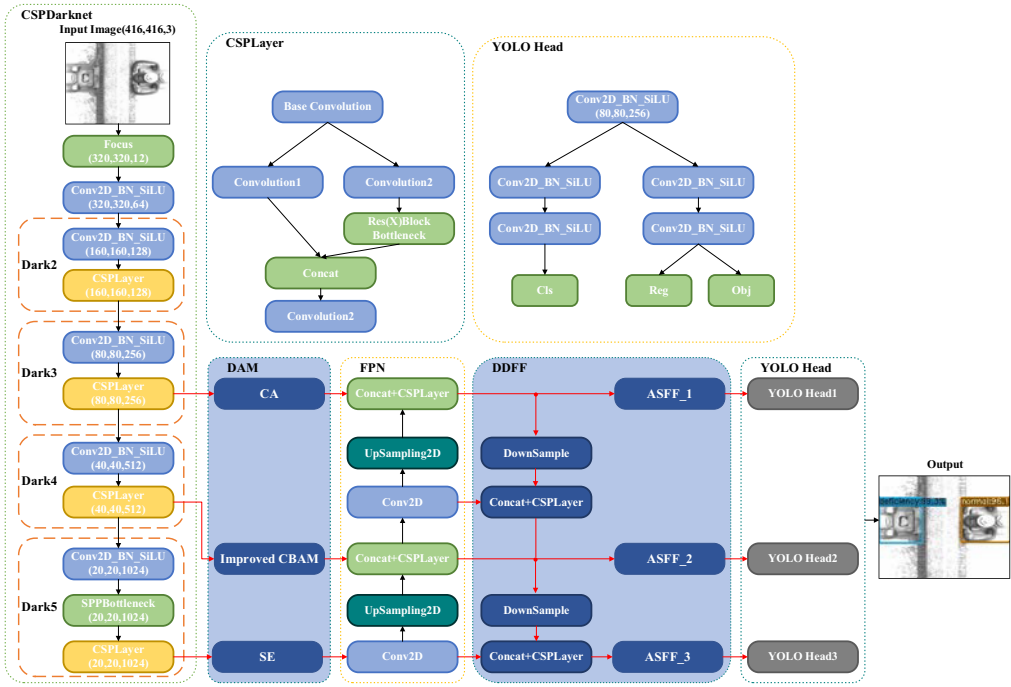 CSPDarknet
Input Image(416,416,3)
Focus
(320,320,12)
Conv2D_BN_SiLU
(320,320,64)
Dark2
Conv2D_BN_SiLU
(160,160,128)
CSPLayer
(160,160,128)
Dark3
Conv2D_BN_SiLU
(80,80,256)
CSPLayer
(80,80,256)
Dark4
Conv2D_BN_SiLU
(40,40,512)
CSPLayer
(40,40,512)
Dark5
Conv2D_BN_SiLU
(20,20,1024)
SPPBottleneck
(20,20,1024)
CSPLayer
(20,20,1024)
CSPLayer
Base Convolution
Convolution1
Convolution2
Res(X)Block
Bottleneck
Concat
Convolution2
YOLO Head
Conv2D_BN_SiLU
(80,80,256)
Conv2D_BN_SiLU
Conv2D_BN_SiLU
Conv2D_BN_SiLU
Conv2D_BN_SiLU
Cls
Reg
Obj
DAM
CA
Improved CBAM
SE
FPN
Concat+CSPLayer
UpSampling2D
Conv2D
Concat+CSPLayer
UpSampling2D
Conv2D
DDFF
DownSample
Concat+CSPLayer
DownSample
Concat+CSPLayer
ASFF_1
ASFF_2
ASFF_3
YOLO Head
YOLO Head1
YOLO Head2
YOLO Head3
Output